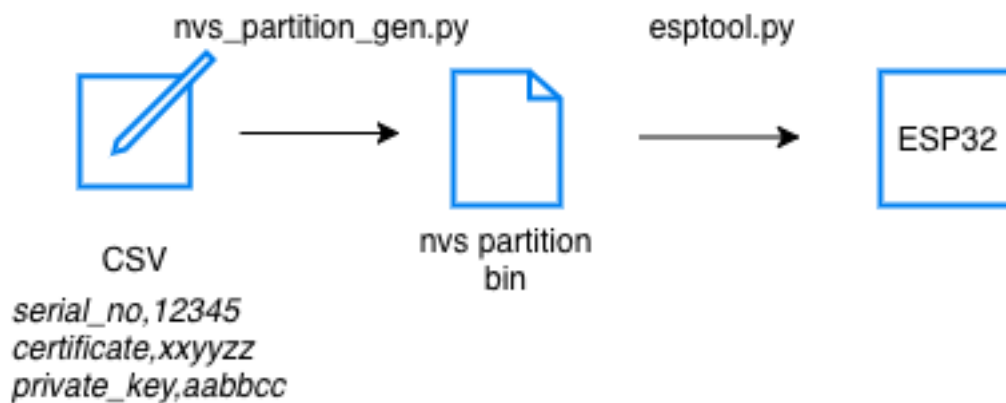 nvs_partition_gen.py
esptool.py
ESP32
nvs partition
bin
CSV
serial_no,12345
certificate,xxyyzz
private_key,aabbcc